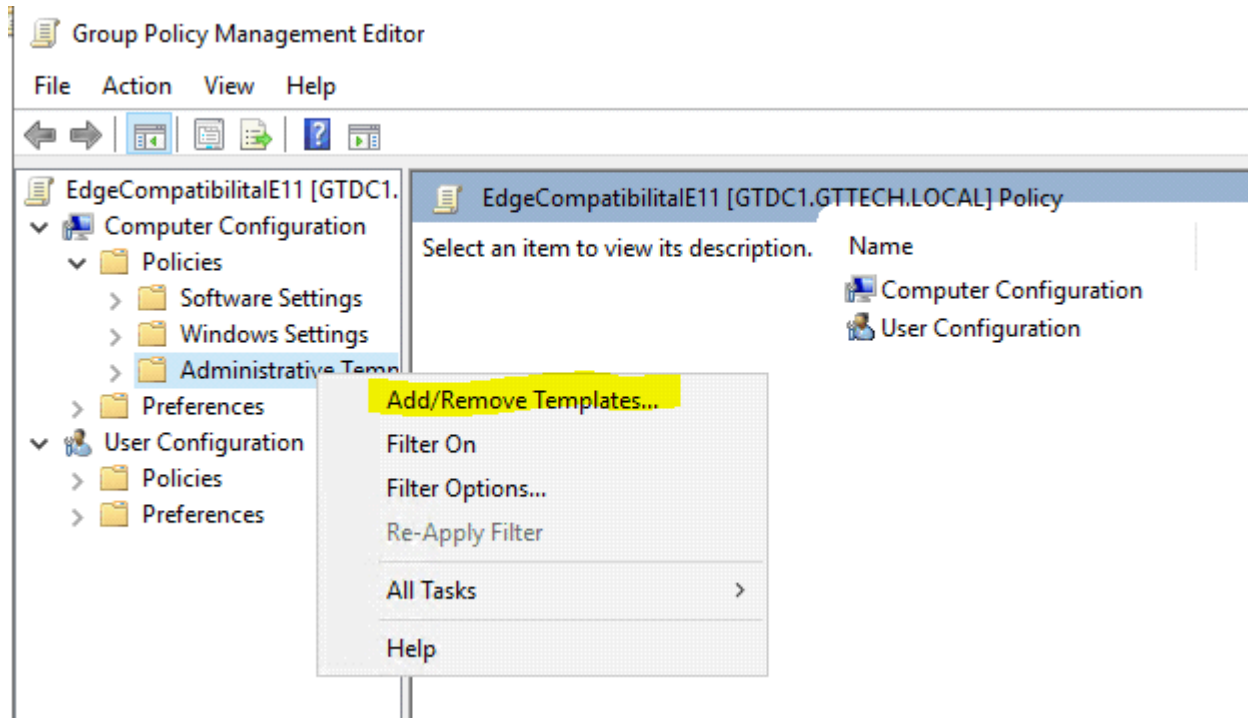 Group Policy Management Editor
File Action View Help
EdgeCompatibilitaIE11 [GTDC1.
Computer Configuration
Policies
Software Settings
Windows Settings
Administrative Temp
Preferences
User Configuration
Policies
Preferences
EdgeCompatibilitaIE11 [GTDC1.GTTECH.LOCAL] Policy
Select an item to view its description.
Name
Computer Configuration
User Configuration
Add/Remove Templates...
Filter On
Filter Options...
Re-Apply Filter
All Tasks
Help